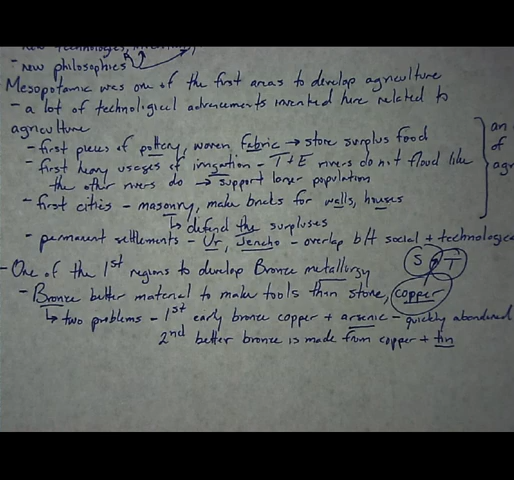 - new technologies,
- new philosophies
Mesopotamia was one of the first areas to develop agriculture
- a lot of technological advancements invented here related to
agriculture
- first pieces of pottery, woven fabric → store surplus food
- first heavy usages of irrigation - T+E rivers do not flood like
the other rivers do → support larger population
- first cities - masonry, make bricks for walls, houses
↳ defend the surpluses
- permanent settlements - Ur, Jericho - overlap b/t social + technologica
an
of
agr
- One of the 1st regions to develop Bronze metallurgy
S T
- Bronze better material to make tools than stone, copper
↳ two problems - 1st early bronze copper + arsenic - quickly abandoned
2nd better bronze is made from copper + tin